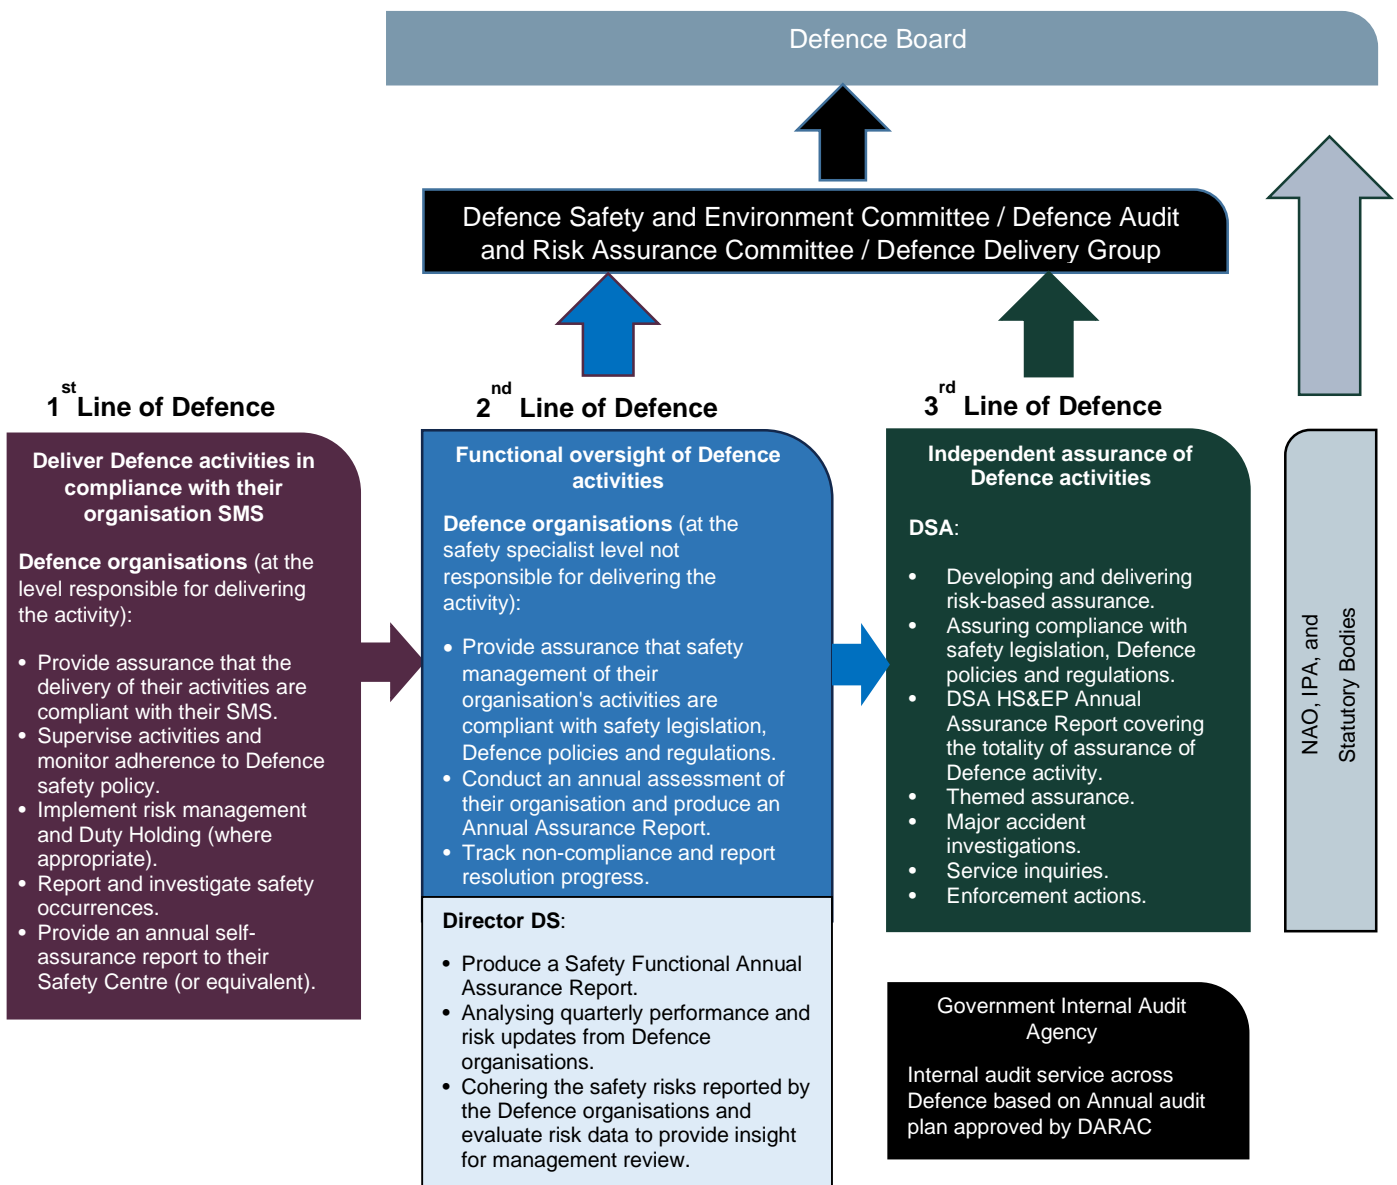 Defence Board
Defence Safety and Environment Committee / Defence Audit
and Risk Assurance Committee / Defence Delivery Group
1st Line of Defence
Deliver Defence activities in
compliance with their
organisation SMS
Defence organisations (at the
level responsible for delivering
the activity):
• Provide assurance that the
delivery of their activities are
compliant with their SMS.
• Supervise activities and
monitor adherence to Defence
safety policy.
• Implement risk management
and Duty Holding (where
appropriate).
• Report and investigate safety
occurrences.
• Provide an annual self-
assurance report to their
Safety Centre (or equivalent).
2nd Line of Defence
Functional oversight of Defence
activities
Defence organisations (at the
safety specialist level not
responsible for delivering the
activity):
• Provide assurance that safety
management of their
organisation's activities are
compliant with safety legislation,
Defence policies and regulations.
• Conduct an annual assessment of
their organisation and produce an
Annual Assurance Report.
• Track non-compliance and report
resolution progress.
Director DS:
• Produce a Safety Functional Annual
Assurance Report.
• Analysing quarterly performance and
risk updates from Defence
organisations.
• Cohering the safety risks reported by
the Defence organisations and
evaluate risk data to provide insight
for management review.
3rd Line of Defence
Independent assurance of
Defence activities
DSA:
• Developing and delivering
risk-based assurance.
• Assuring compliance with
safety legislation, Defence
policies and regulations.
• DSA HS&EP Annual
Assurance Report covering
the totality of assurance of
Defence activity.
• Themed assurance.
• Major accident
investigations.
• Service inquiries.
• Enforcement actions.
Government Internal Audit
Agency
Internal audit service across
Defence based on Annual audit
plan approved by DARAC
NAO, IPA, and
Statutory Bodies